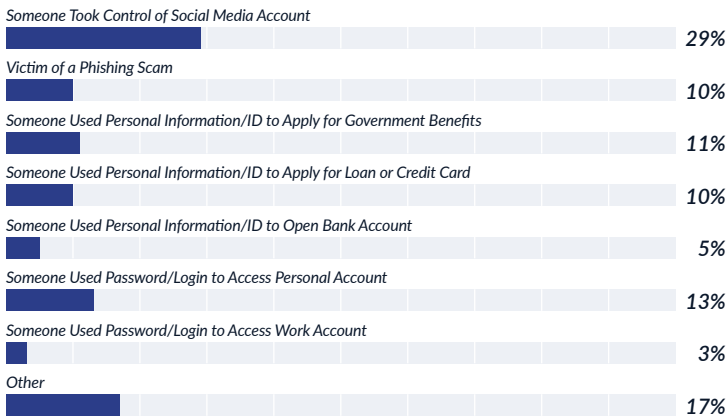 Someone Took Control of Social Media Account
29%
Victim of a Phishing Scam
10%
Someone Used Personal Information/ID to Apply for Government Benefits
11%
Someone Used Personal Information/ID to Apply for Loan or Credit Card
10%
Someone Used Personal Information/ID to Open Bank Account
5%
Someone Used Password/Login to Access Personal Account
13%
Someone Used Password/Login to Access Work Account
3%
Other
17%